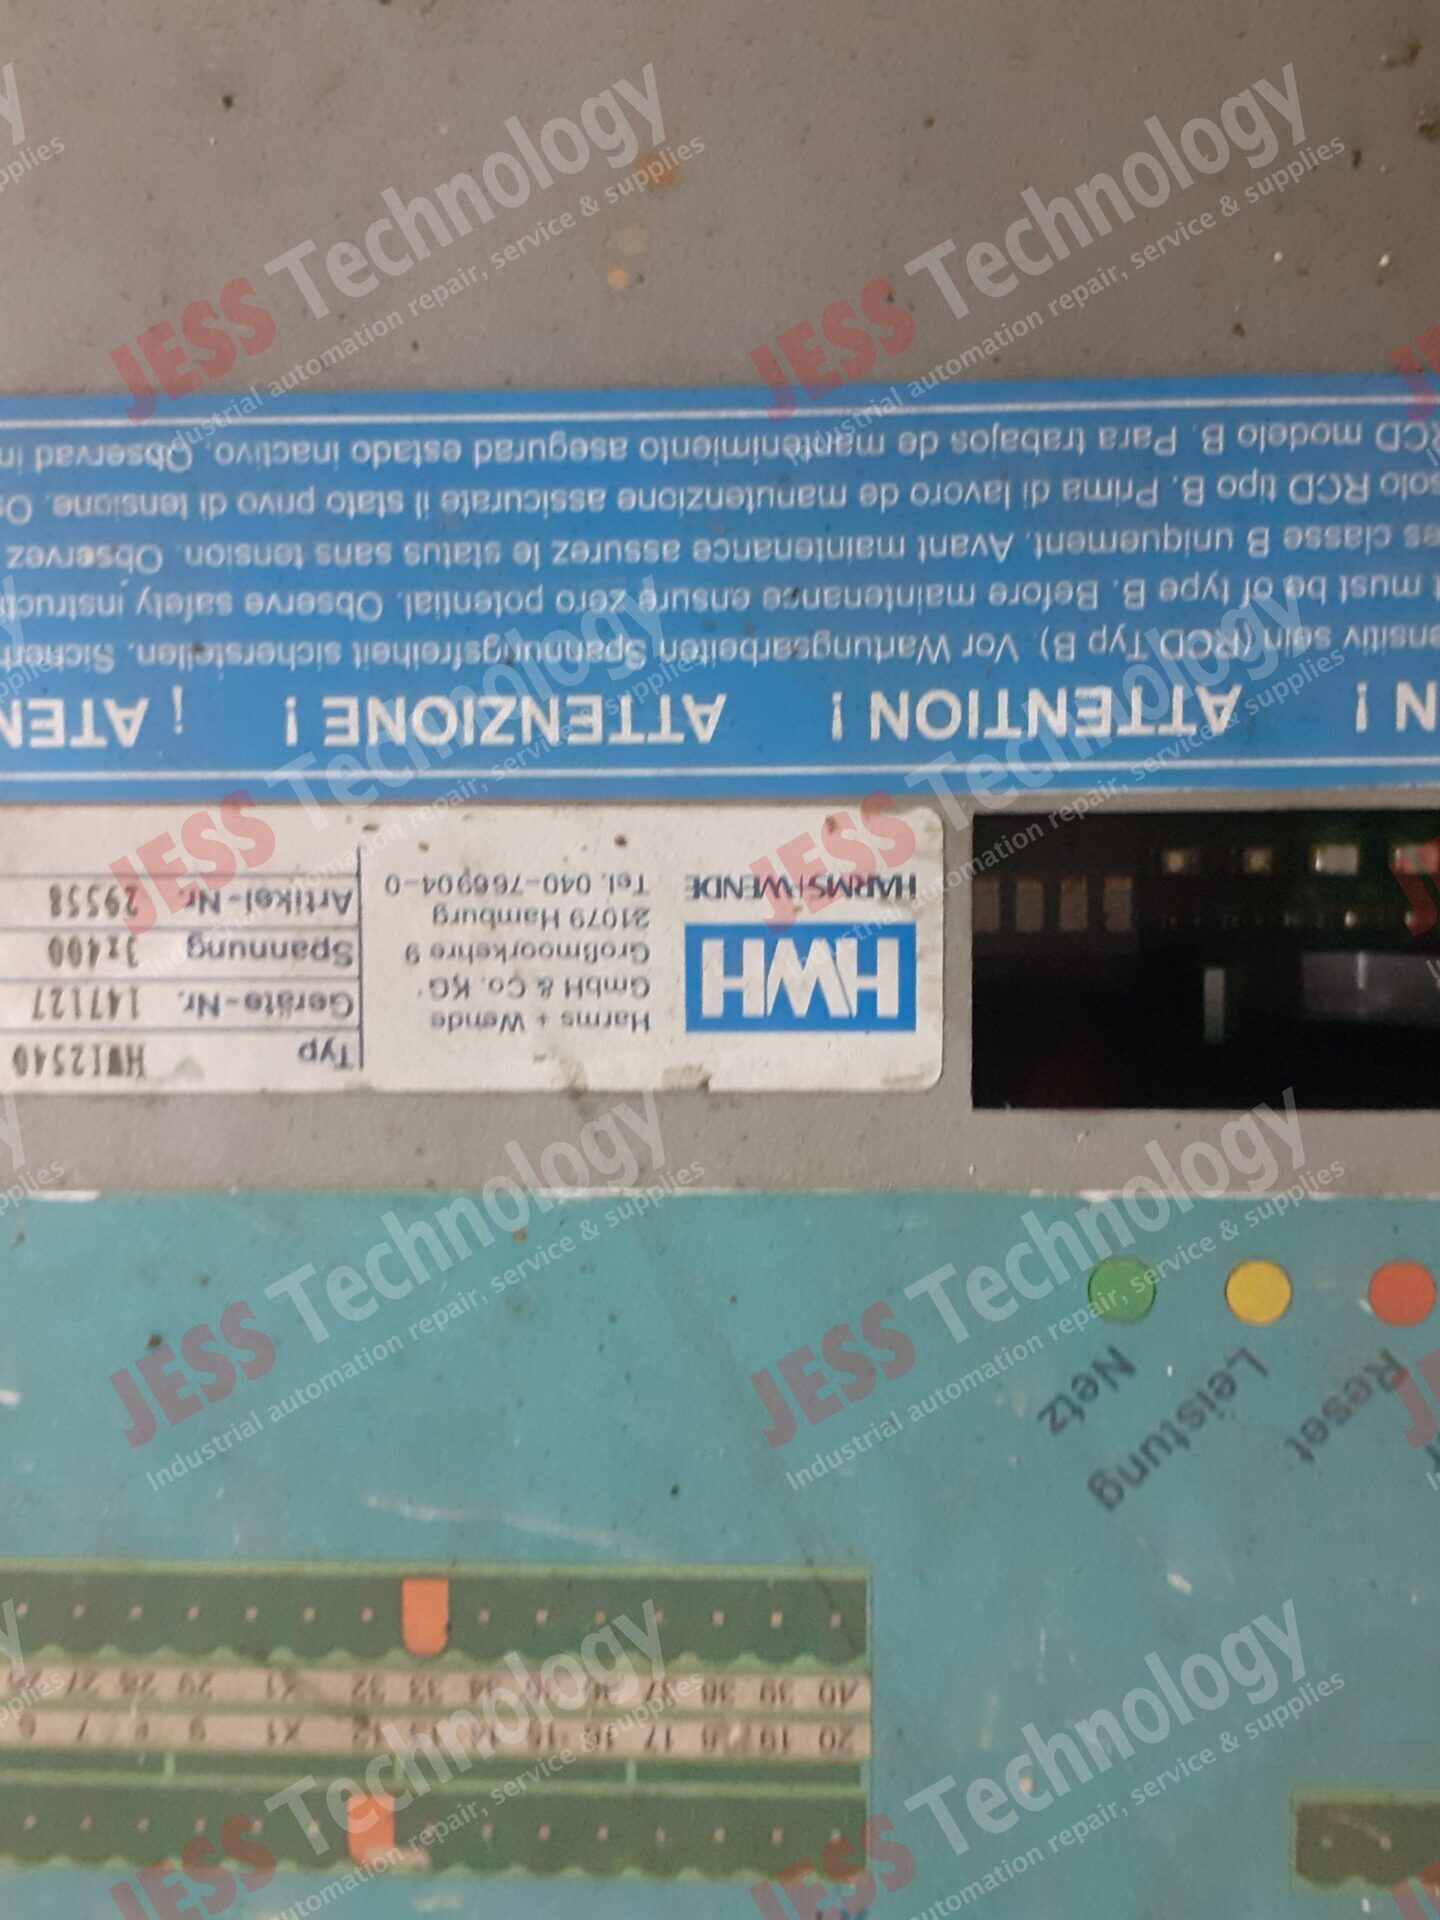 20 19 18 17 16 15 14 13 12 X1 9 8 7 6
40 39 38 37 36 35 34 33 32 X1 29 28 27
Reset
Leistung
Netz
HWH
HARMS+WENDE
Harms + Wende
GmbH & Co. KG
Großmoorkehre 9
21079 Hamburg
Tel. 040-766904-0
Typ HWI2540
Geräte-Nr. 147127
Spannung 3x400
Artikel-Nr. 29558
N ! ATTENTION ! ATTENZIONE ! ¡ ATEN
ensitiv sein (RCD Typ B). Vor Wartungsarbeiten Spannungsfreiheit sicherstellen. Sicherh
t must be of type B. Before maintenance ensure zero potential. Observe safety instructi
es classe B uniquement. Avant maintenance assurez le status sans tension. Observez
solo RCD tipo B. Prima di lavoro de manutenzione assicurate il stato di privo di tensione. Os
RCD modelo B. Para trabajos de mantenimiento asegurad estado inactivo. Observad in
JESS Technology
Industrial automation repair, service & supplies